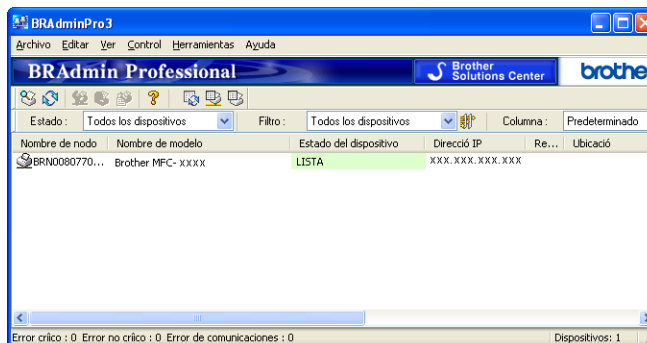 BRAdminPro3
Archivo Editar Ver Control Herramientas Ayuda
BRAdmin Professional Brother Solutions Center brothe
Estado : Todos los dispositivos Filtro : Todos los dispositivos Columna : Predeterminado
Nombre de nodo Nombre de modelo Estado del dispositivo Direcció IP Re... Ubicació
BRN0080770... Brother MFC- XXXX LISTA XXX.XXX.XXX.XXX
Error crîico : 0 Error no crîico : 0 Error de comunicaciones : 0 Dispositivos: 1